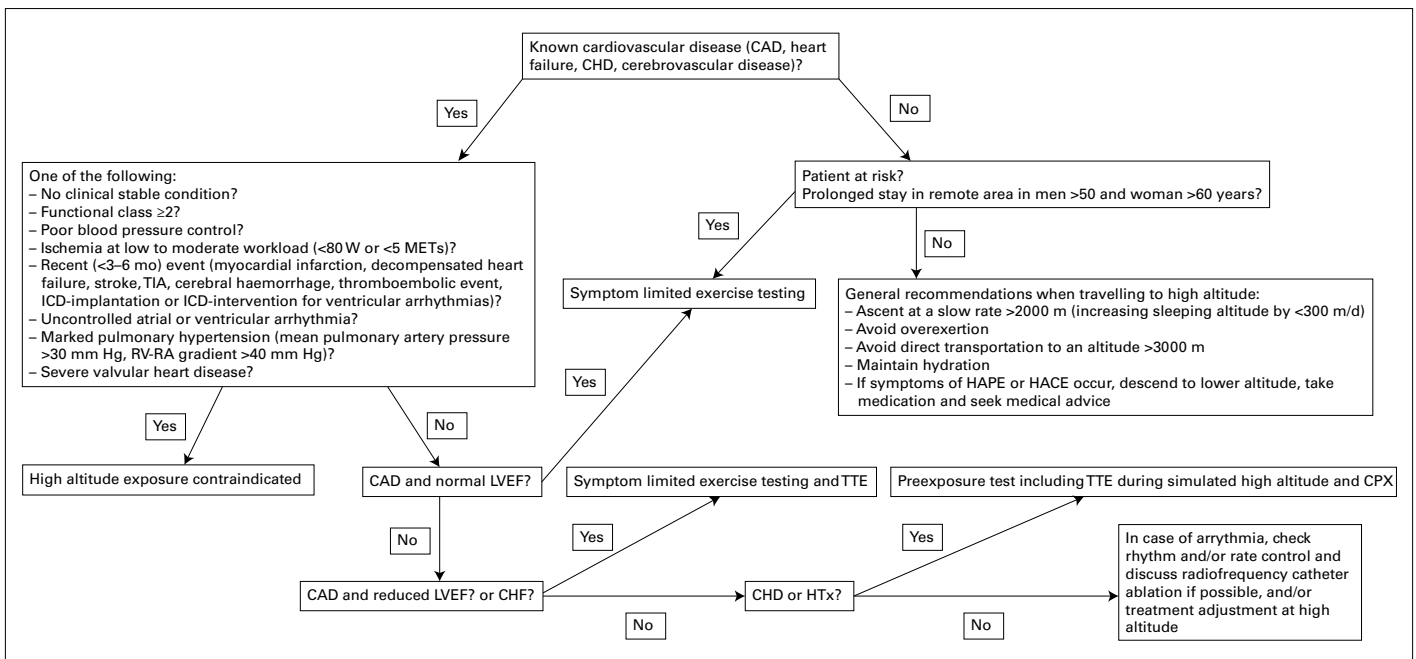 Known cardiovascular disease (CAD, heart
failure, CHD, cerebrovascular disease)?
Yes
No
One of the following:
– No clinical stable condition?
– Functional class ≥2?
– Poor blood pressure control?
– Ischemia at low to moderate workload (<80 W or <5 METs)?
– Recent (<3–6 mo) event (myocardial infarction, decompensated heart
failure, stroke, TIA, cerebral haemorrhage, thromboembolic event,
ICD-implantation or ICD-intervention for ventricular arrhythmias)?
– Uncontrolled atrial or ventricular arrhythmia?
– Marked pulmonary hypertension (mean pulmonary artery pressure
>30 mm Hg, RV-RA gradient >40 mm Hg)?
– Severe valvular heart disease?
Patient at risk?
Prolonged stay in remote area in men >50 and woman >60 years?
Yes
No
Symptom limited exercise testing
General recommendations when travelling to high altitude:
– Ascent at a slow rate >2000 m (increasing sleeping altitude by <300 m/d)
– Avoid overexertion
– Avoid direct transportation to an altitude >3000 m
– Maintain hydration
– If symptoms of HAPE or HACE occur, descend to lower altitude, take
medication and seek medical advice
Yes
No
Yes
High altitude exposure contraindicated
CAD and normal LVEF?
Symptom limited exercise testing and TTE
Preexposure test including TTE during simulated high altitude and CPX
No
Yes
Yes
In case of arrythmia, check
rhythm and/or rate control and
discuss radiofrequency catheter
ablation if possible, and/or
treatment adjustment at high
altitude
CAD and reduced LVEF? or CHF?
CHD or HTx?
No
No